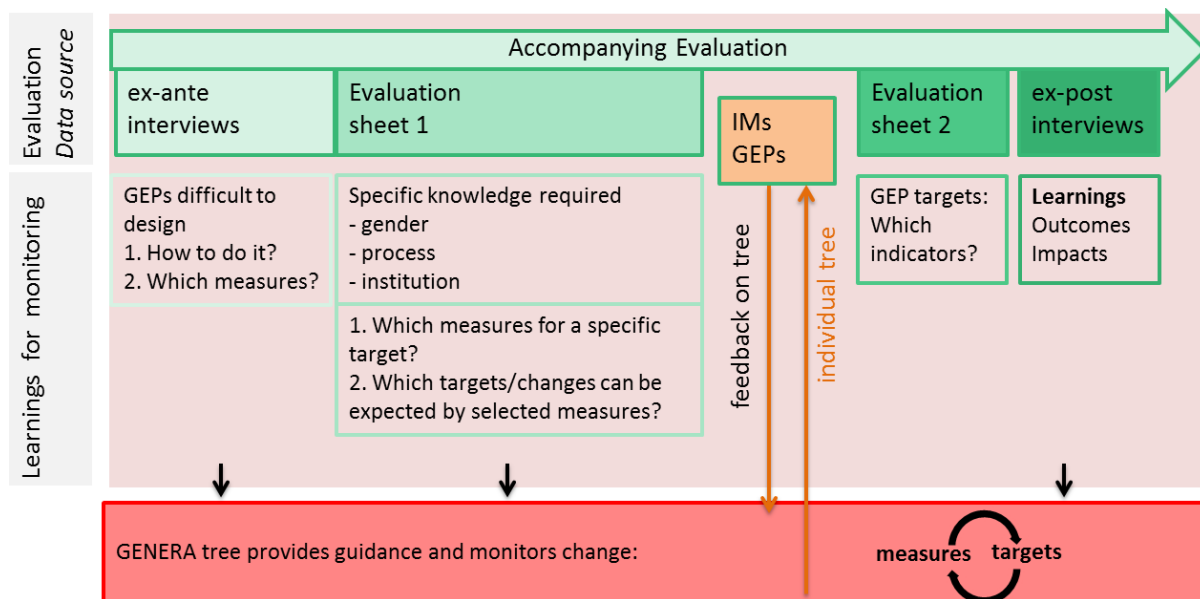 Evaluation
Data source
Accompanying Evaluation
ex-ante
interviews
Evaluation
sheet 1
IMs
GEPs
Evaluation
sheet 2
ex-post
interviews
Learnings for monitoring
GEPs difficult to
design
1. How to do it?
2. Which measures?
Specific knowledge required
- gender
- process
- institution
1. Which measures for a specific
target?
2. Which targets/changes can be
expected by selected measures?
feedback on tree
individual tree
GEP targets:
Which
indicators?
Learnings
Outcomes
Impacts
GENERA tree provides guidance and monitors change:
measures targets